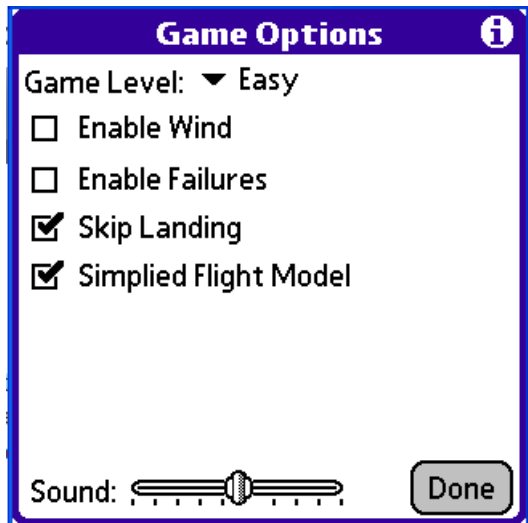 Game Options
Game Level: Easy
Enable Wind
Enable Failures
Skip Landing
Simplied Flight Model
Sound:
Done